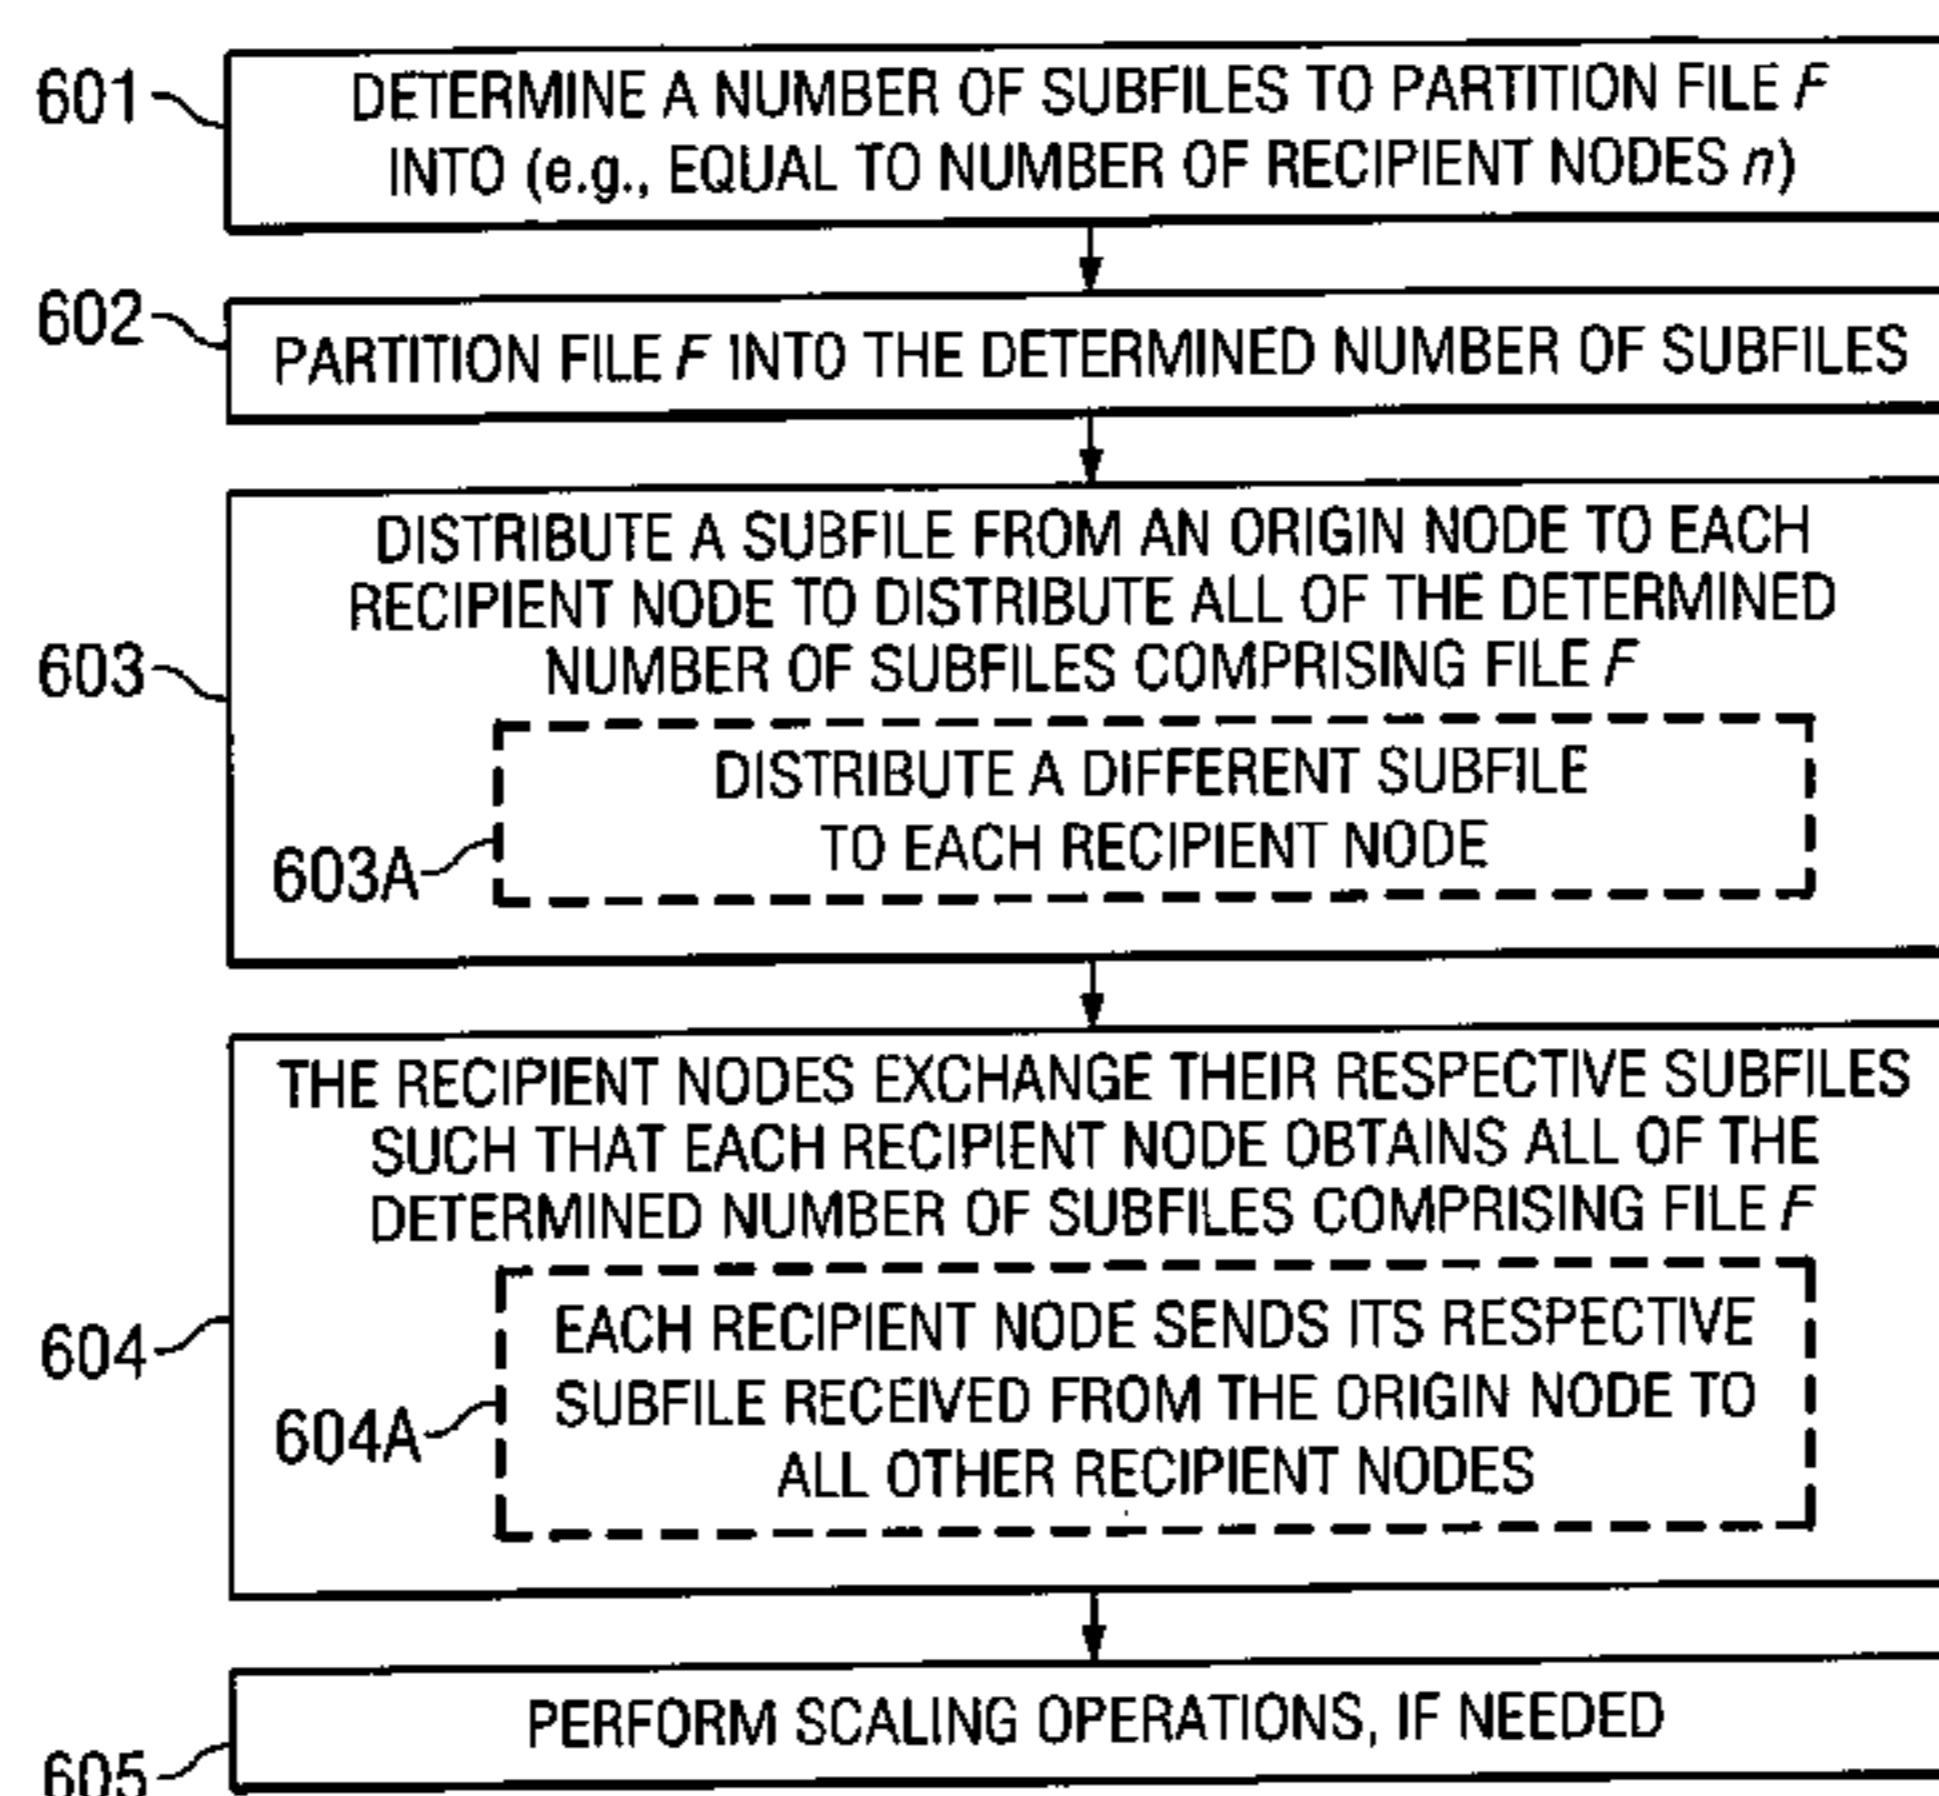 601
DETERMINE A NUMBER OF SUBFILES TO PARTITION FILE F
INTO (e.g., EQUAL TO NUMBER OF RECIPIENT NODES n)
602
PARTITION FILE F INTO THE DETERMINED NUMBER OF SUBFILES
DISTRIBUTE A SUBFILE FROM AN ORIGIN NODE TO EACH
RECIPIENT NODE TO DISTRIBUTE ALL OF THE DETERMINED
NUMBER OF SUBFILES COMPRISING FILE F
603
DISTRIBUTE A DIFFERENT SUBFILE
TO EACH RECIPIENT NODE
603A
THE RECIPIENT NODES EXCHANGE THEIR RESPECTIVE SUBFILES
SUCH THAT EACH RECIPIENT NODE OBTAINS ALL OF THE
DETERMINED NUMBER OF SUBFILES COMPRISING FILE F
604
EACH RECIPIENT NODE SENDS ITS RESPECTIVE
SUBFILE RECEIVED FROM THE ORIGIN NODE TO
ALL OTHER RECIPIENT NODES
604A
PERFORM SCALING OPERATIONS, IF NEEDED
605